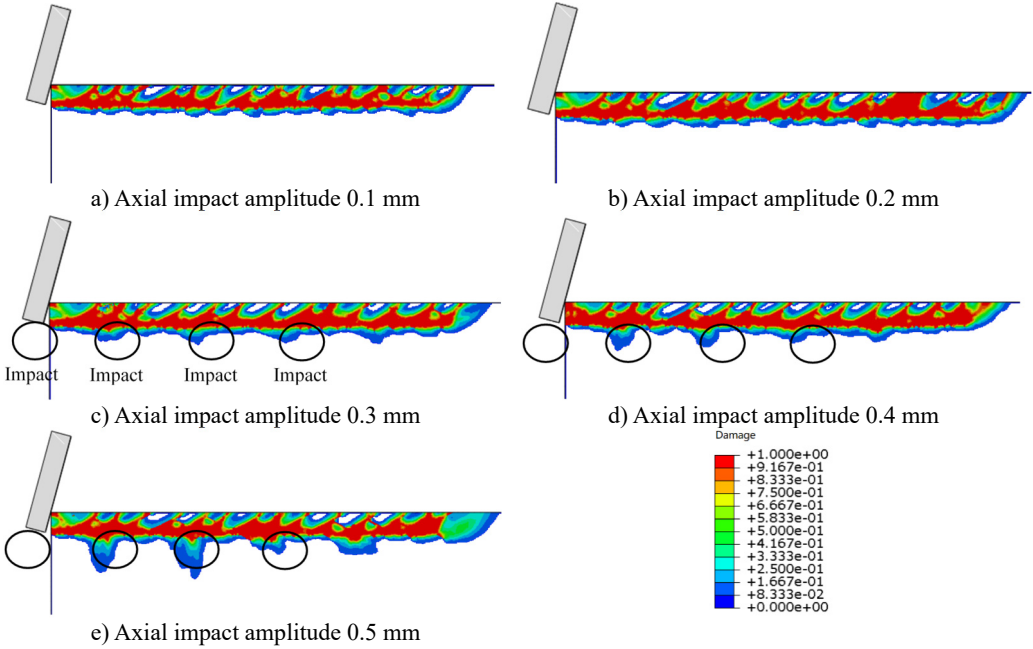 a) Axial impact amplitude 0.1 mm
b) Axial impact amplitude 0.2 mm
Impact Impact Impact Impact
c) Axial impact amplitude 0.3 mm
d) Axial impact amplitude 0.4 mm
Damage
+1.000e+00
+9.167e-01
+8.333e-01
+7.500e-01
+6.667e-01
+5.833e-01
+5.000e-01
+4.167e-01
+3.333e-01
+2.500e-01
+1.667e-01
+8.333e-02
+0.000e+00
e) Axial impact amplitude 0.5 mm